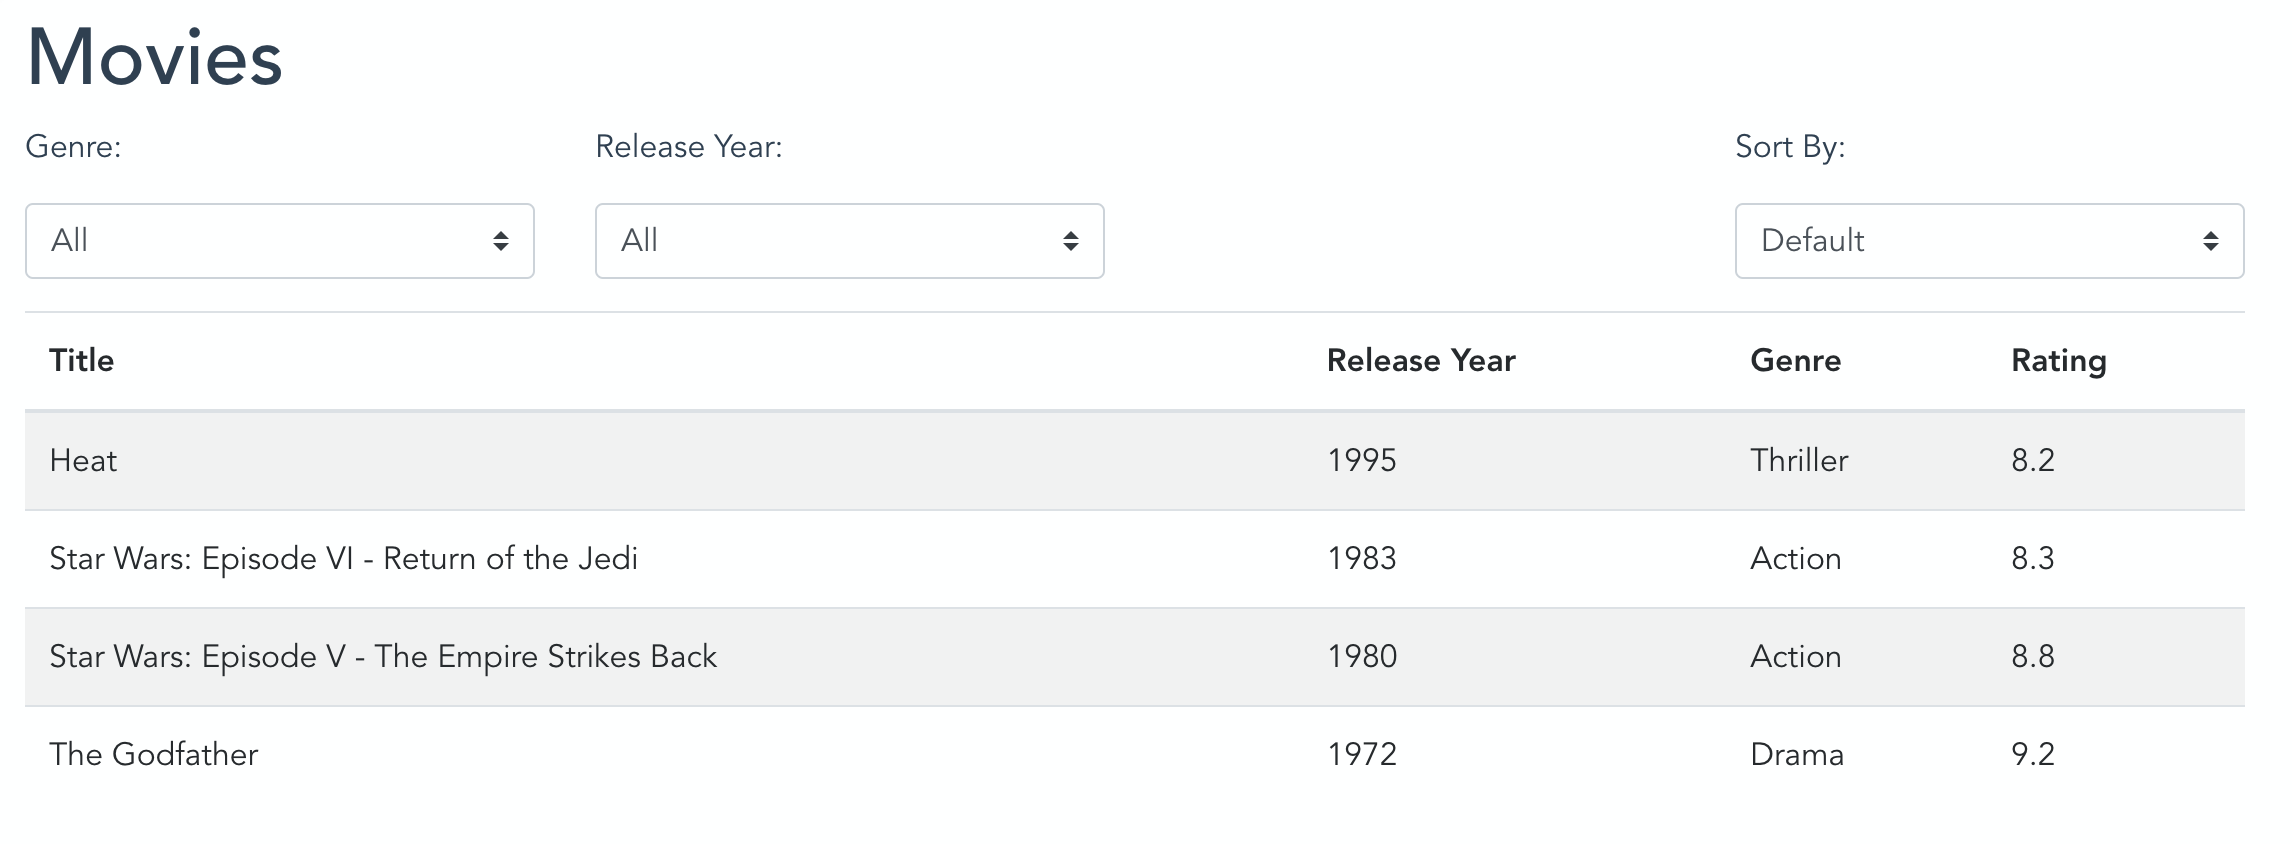 Movies
Genre: Release Year: Sort By:
All All Default
Title Release Year Genre Rating
Heat 1995 Thriller 8.2
Star Wars: Episode VI - Return of the Jedi 1983 Action 8.3
Star Wars: Episode V - The Empire Strikes Back 1980 Action 8.8
The Godfather 1972 Drama 9.2